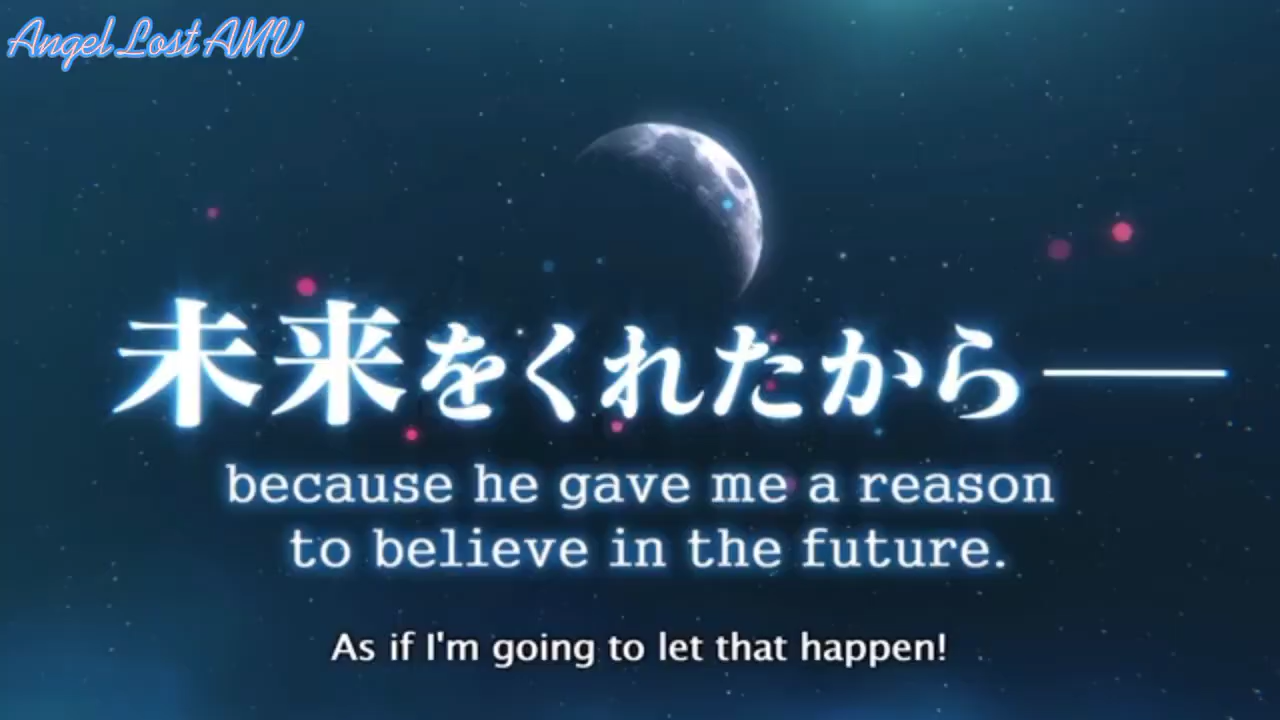 Angel Lost AMV
未来をくれたから――
because he gave me a reason
to believe in the future.
As if I'm going to let that happen!